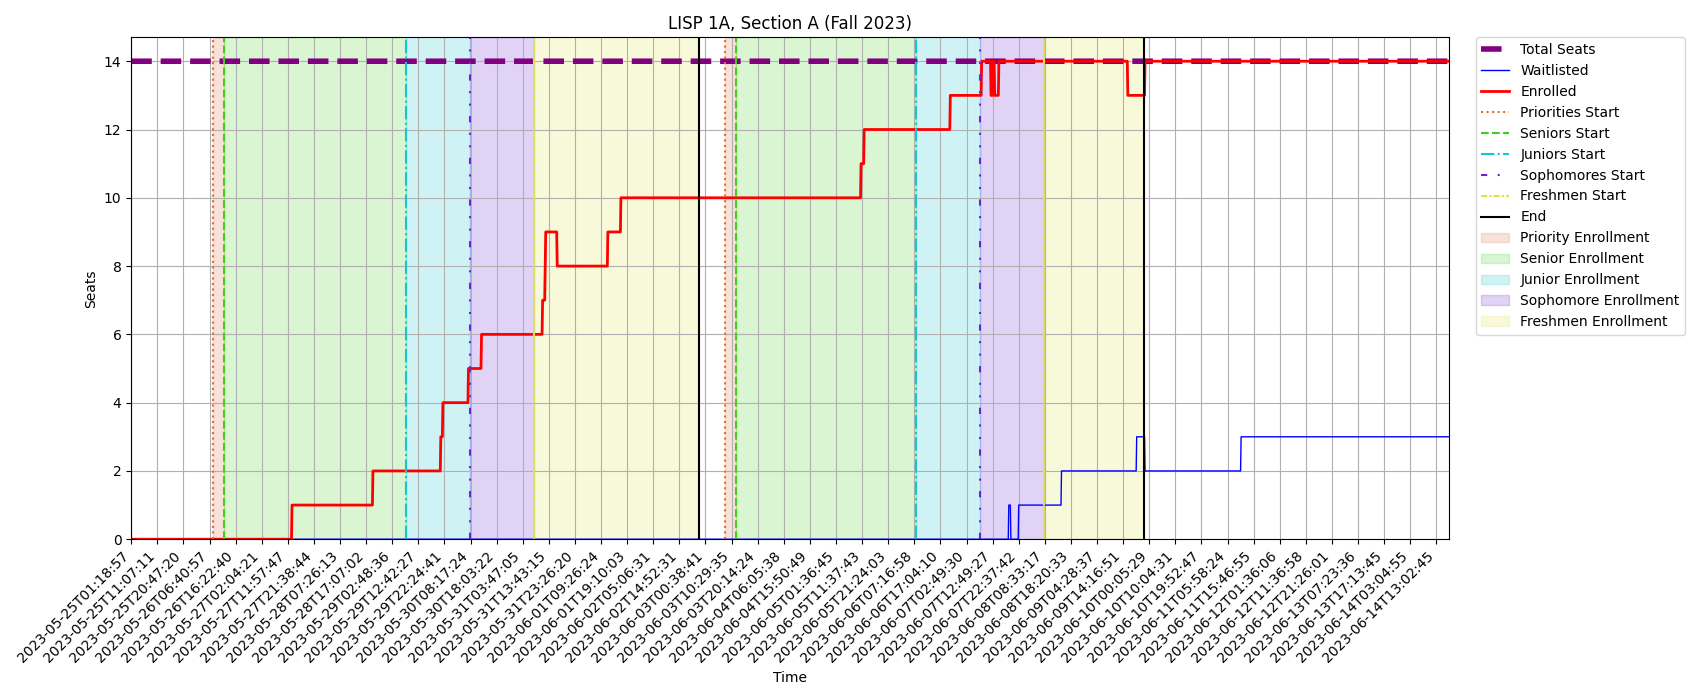 LISP 1A, Section A (Fall 2023)
Total Seats
Waitlisted
Enrolled
Priorities Start
Seniors Start
Juniors Start
Sophomores Start
Freshmen Start
End
Priority Enrollment
Senior Enrollment
Junior Enrollment
Sophomore Enrollment
Freshmen Enrollment
Seats
14
12
10
8
6
4
2
0
2023-05-25T01:18:57
2023-05-25T11:07:11
2023-05-25T20:47:20
2023-05-26T06:40:57
2023-05-26T16:22:40
2023-05-27T02:04:21
2023-05-27T11:57:47
2023-05-27T21:38:44
2023-05-28T07:26:13
2023-05-28T17:07:02
2023-05-29T02:48:36
2023-05-29T12:42:27
2023-05-29T22:24:41
2023-05-30T08:17:24
2023-05-30T18:03:22
2023-05-31T03:47:05
2023-05-31T13:43:15
2023-05-31T23:26:20
2023-06-01T09:26:24
2023-06-01T19:10:03
2023-06-02T05:06:31
2023-06-02T14:52:31
2023-06-03T00:38:41
2023-06-03T10:29:35
2023-06-03T20:14:24
2023-06-04T06:05:38
2023-06-04T15:50:49
2023-06-05T01:36:45
2023-06-05T11:37:43
2023-06-05T21:24:03
2023-06-06T07:16:58
2023-06-06T17:04:10
2023-06-07T02:49:30
2023-06-07T12:49:27
2023-06-07T22:37:42
2023-06-08T08:33:17
2023-06-08T18:20:33
2023-06-09T04:28:37
2023-06-09T14:16:51
2023-06-10T00:05:29
2023-06-10T10:04:31
2023-06-10T19:52:47
2023-06-11T05:58:24
2023-06-11T15:46:55
2023-06-12T01:36:06
2023-06-12T11:36:58
2023-06-12T21:26:01
2023-06-13T07:23:36
2023-06-13T17:13:45
2023-06-14T03:04:55
2023-06-14T13:02:45
Time